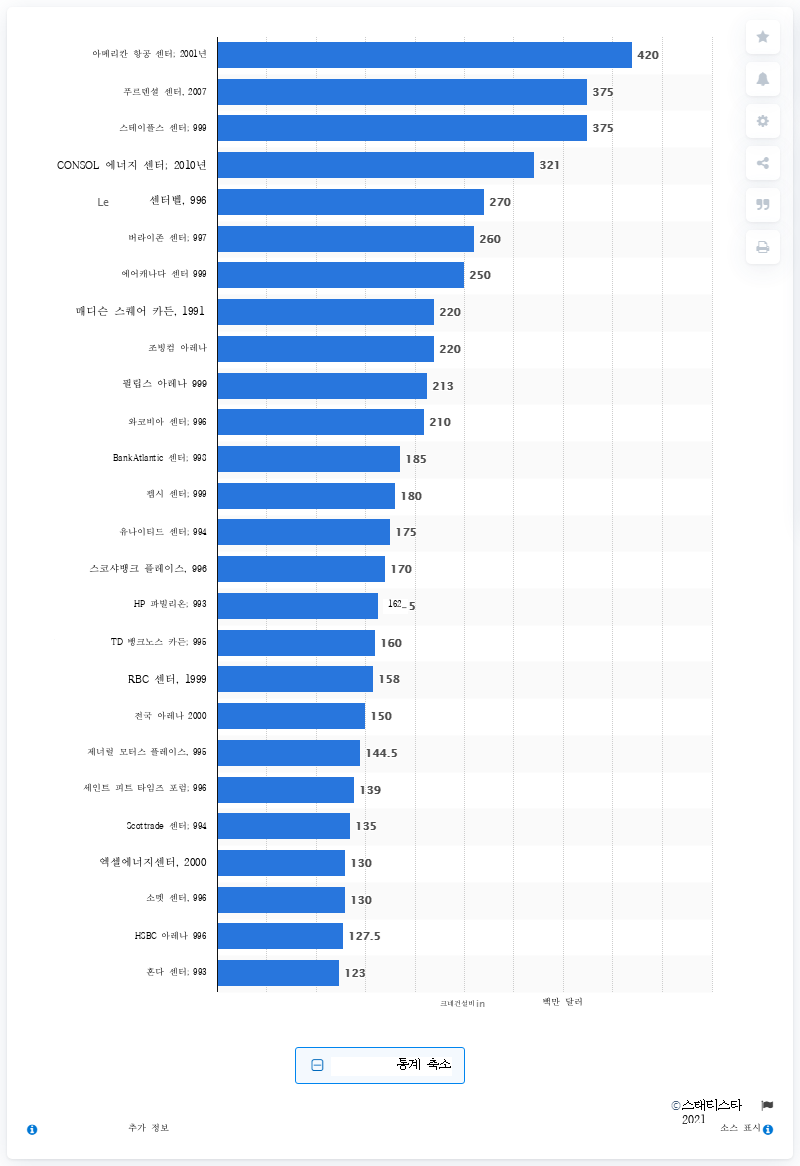 아메리칸 항공 센터; 2001년 420
푸르덴셜 센터, 2007 375
스테이플스 센터; 999 375
CONSOL 에너지 센터; 2010년 321
Le 센터벨, 996 270
버라이존 센터; 997 260
에어캐나다 센터 999 250
매디슨 스퀘어 가든, 1991 220
조빙컴 아레나 220
필립스 아레나 999 213
와코비아 센터; 996 210
BankAtlantic 센터; 998 185
펩시 센터; 999 180
유나이티드 센터; 994 175
스코샤뱅크 플레이스, 996 170
HP 파빌리온; 993 162.5
TD 뱅크노스 가든; 995 160
RBC 센터, 1999 158
전국 아레나 2000 150
제너럴 모터스 플레이스, 995 144.5
세인트 피트 타임즈 포럼; 996 139
Scottrade 센터; 994 135
엑셀에너지센터, 2000 130
소멧 센터, 996 130
HSBC 아레나 996 127.5
혼다 센터; 993 123
in 백만 달러
통계 축소
©스태티스타
2021
추가 정보 소스 표시